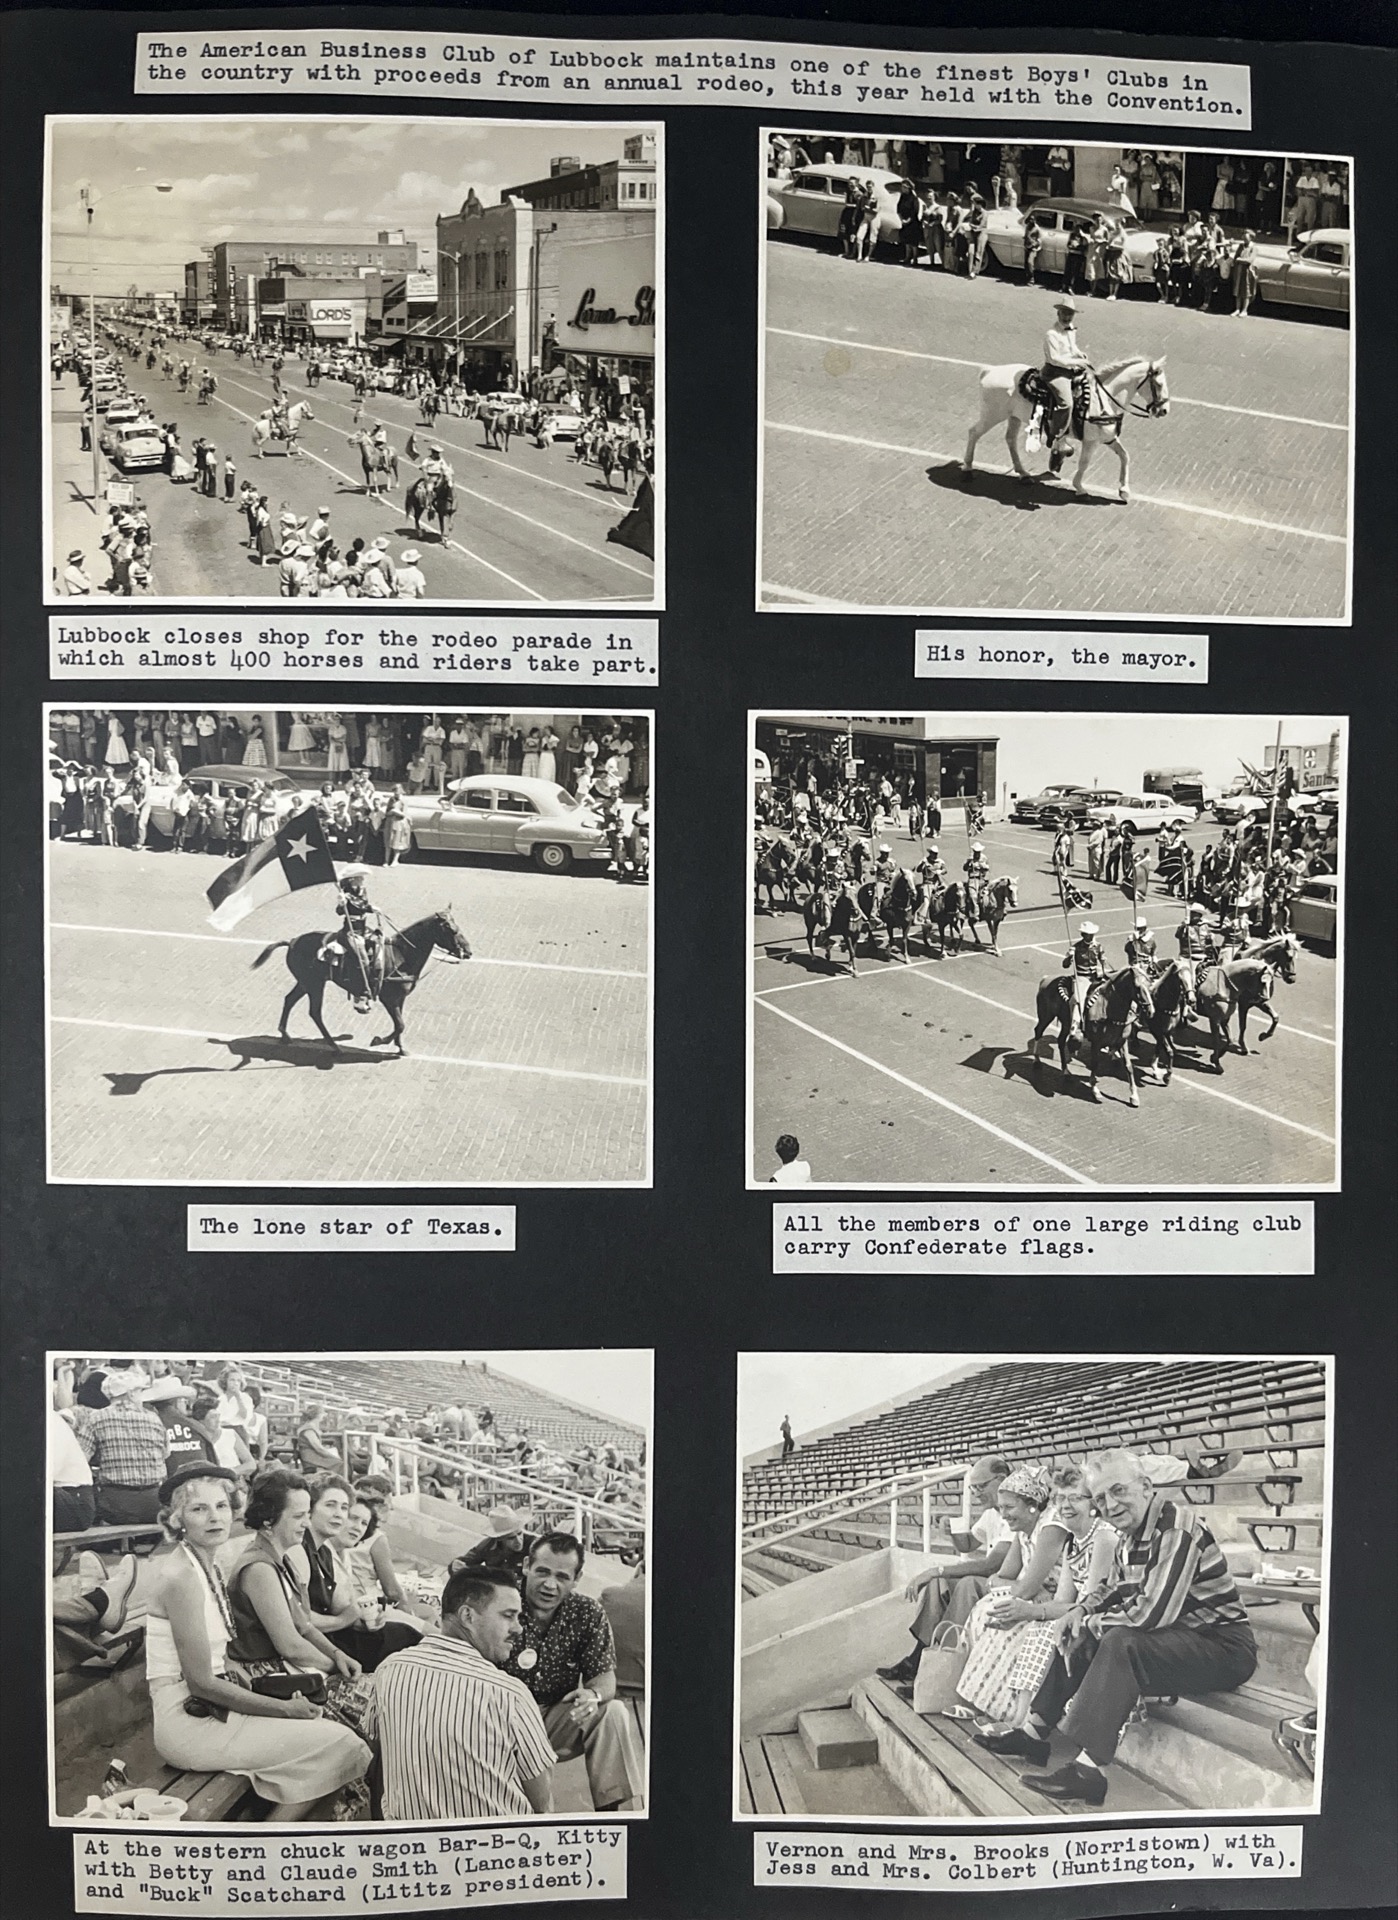 The American Business Club of Lubbock maintains one of the finest Boys' Clubs in
the country with proceeds from an annual rodeo, this year held with the Convention.
LORD'S
Lubbock closes shop for the rodeo parade in
which almost 400 horses and riders take part.
His honor, the mayor.
The lone star of Texas.
All the members of one large riding club
carry Confederate flags.
ABC
At the western chuck wagon Bar-B-Q, Kitty
with Betty and Claude Smith (Lancaster)
and "Buck" Scatchard (Lititz president).
Vernon and Mrs. Brooks (Norristown) with
Jess and Mrs. Colbert (Huntington, W. Va).